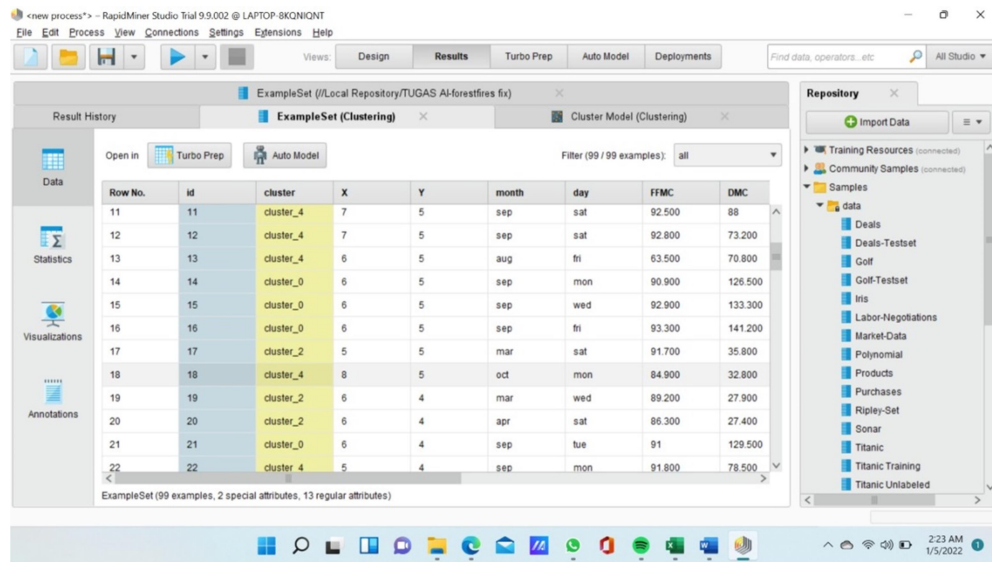 <new process*> – RapidMiner Studio Trial 9.9.002 @ LAPTOP-8KQNIQNT
File Edit Process View Connections Settings Extensions Help
Views: Design Results Turbo Prep Auto Model Deployments Find data, operators...etc All Studio
ExampleSet (//Local Repository/TUGAS AI-forestfires fix)
Result History ExampleSet (Clustering) Cluster Model (Clustering)
Open in Turbo Prep Auto Model Filter (99 / 99 examples): all
Data
Statistics
Visualizations
Annotations
Row No. id cluster X Y month day FFMC DMC
11 11 cluster_4 7 5 sep sat 92.500 88
12 12 cluster_4 7 5 sep sat 92.800 73.200
13 13 cluster_4 6 5 aug fri 63.500 70.800
14 14 cluster_0 6 5 sep mon 90.900 126.500
15 15 cluster_0 6 5 sep wed 92.900 133.300
16 16 cluster_0 6 5 sep fri 93.300 141.200
17 17 cluster_2 5 5 mar sat 91.700 35.800
18 18 cluster_4 8 5 oct mon 84.900 32.800
19 19 cluster_2 6 4 mar wed 89.200 27.900
20 20 cluster_2 6 4 apr sat 86.300 27.400
21 21 cluster_0 6 4 sep tue 91 129.500
22 22 cluster_4 5 4 sep mon 91.800 78.500
ExampleSet (99 examples, 2 special attributes, 13 regular attributes)
Repository
Import Data
Training Resources (connected)
Community Samples (connected)
Samples
data
Deals
Deals-Testset
Golf
Golf-Testset
Iris
Labor-Negotiations
Market-Data
Polynomial
Products
Purchases
Ripley-Set
Sonar
Titanic
Titanic Training
Titanic Unlabeled
2:23 AM
1/5/2022
1